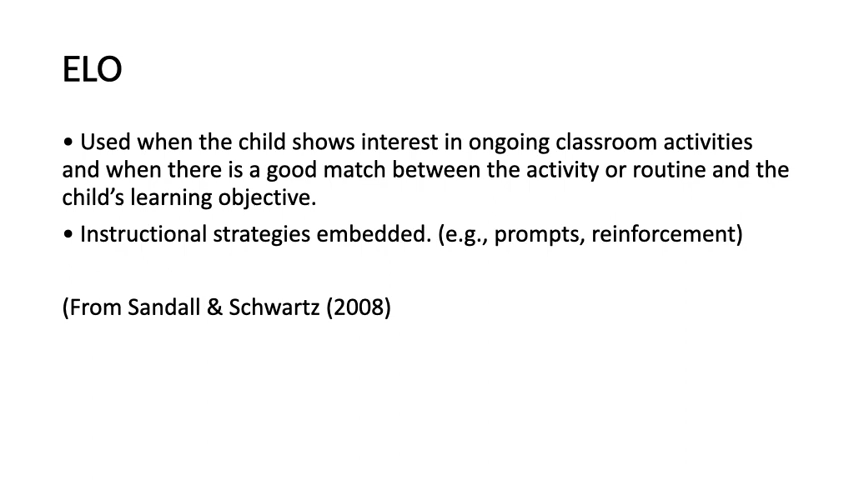 ELO
• Used when the child shows interest in ongoing classroom activities
and when there is a good match between the activity or routine and the
child’s learning objective.
• Instructional strategies embedded. (e.g., prompts, reinforcement)
(From Sandall & Schwartz (2008)